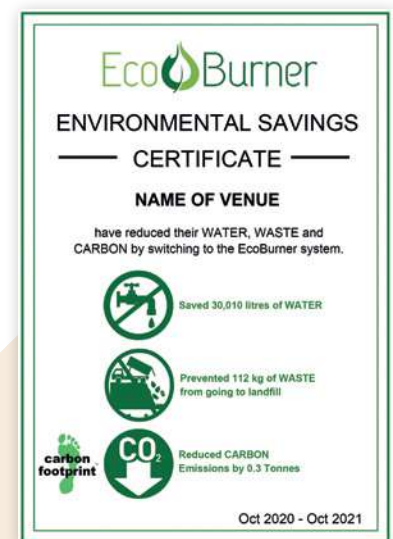 EcoBurner
ENVIRONMENTAL SAVINGS
CERTIFICATE
NAME OF VENUE
have reduced their WATER, WASTE and
CARBON by switching to the EcoBurner system.
Saved 30,010 litres of WATER
Prevented 112 kg of WASTE
from going to landfill
carbon
footprint
CO2
Reduced CARBON
Emissions by 0.3 Tonnes
Oct 2020 - Oct 2021